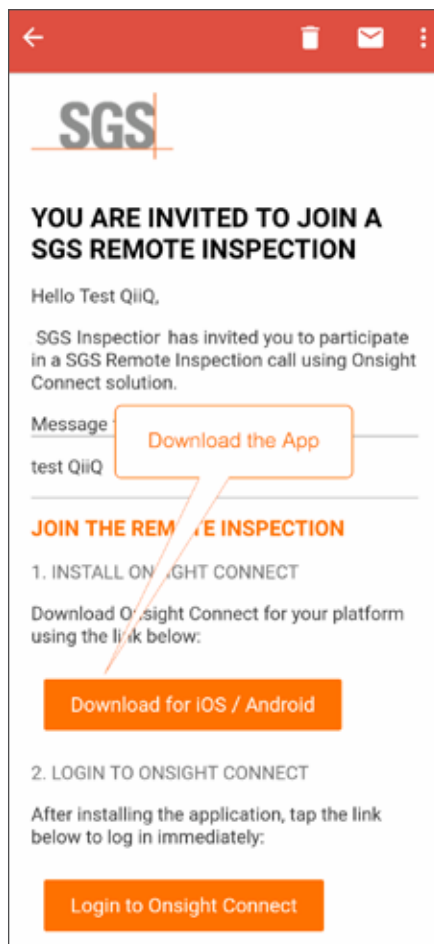 SGS
YOU ARE INVITED TO JOIN A
SGS REMOTE INSPECTION
Hello Test QiiQ,
SGS Inspectior has invited you to participate
in a SGS Remote Inspection call using Onsight
Connect solution.
Message
Download the App
test QiiQ
JOIN THE REM TE INSPECTION
1. INSTALL ON IGHT CONNECT
Download O sight Connect for your platform
using the li k below:
Download for iOS / Android
2. LOGIN TO ONSIGHT CONNECT
After installing the application, tap the link
below to log in immediately:
Login to Onsight Connect